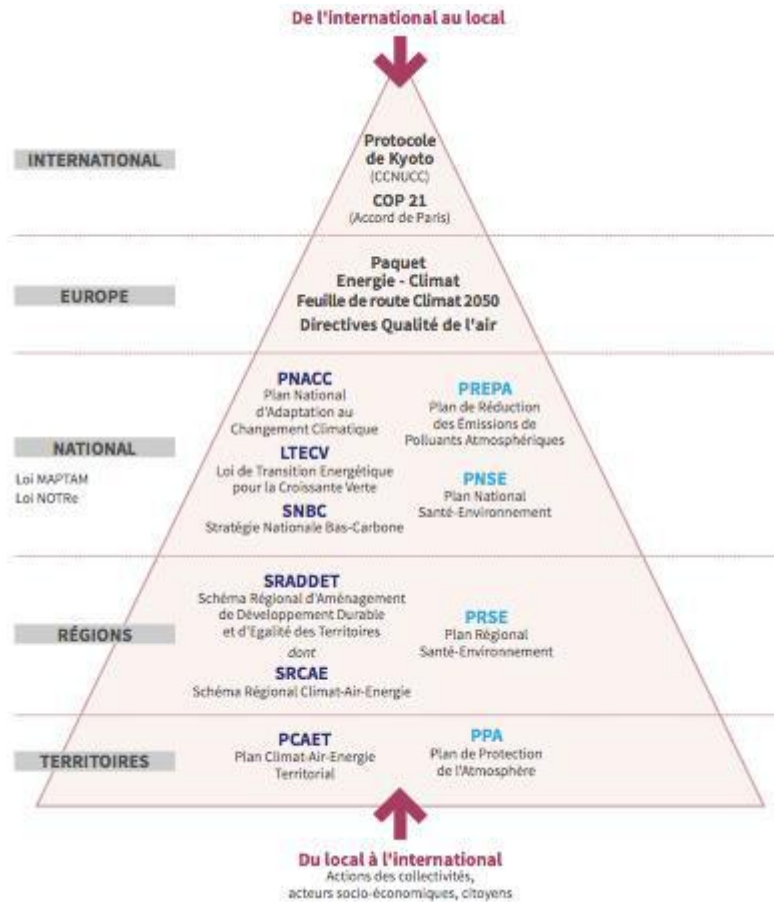 De l'international au local
INTERNATIONAL
Protocole
de Kyoto
(CCNUCC)
COP 21
(Accord de Paris)
EUROPE
Paquet
Energie - Climat
Feuille de route Climat 2050
Directives Qualité de l'air
NATIONAL
Loi MAPTAM
Loi NOTRe
PNACC
Plan National
d'Adaptation au
Changement Climatique
LTECV
Loi de Transition Energétique
pour la Croissante Verte
SNBC
Stratégie Nationale Bas-Carbone
PREPA
Plan de Réduction
des Émissions de
Polluants Atmosphériques
PNSE
Plan National
Santé-Environnement
RÉGIONS
SRADDET
Schéma Régional d'Aménagement
de Développement Durable
et d'Egalité des Territoires
dont
SRCAE
Schéma Régional Climat-Air-Energie
PRSE
Plan Régional
Santé-Environnement
TERRITOIRES
PCAET
Plan Climat-Air-Energie
Territorial
PPA
Plan de Protection
de l'Atmosphère
Du local à l'international
Actions des collectivités,
acteurs socio-économiques, citoyens